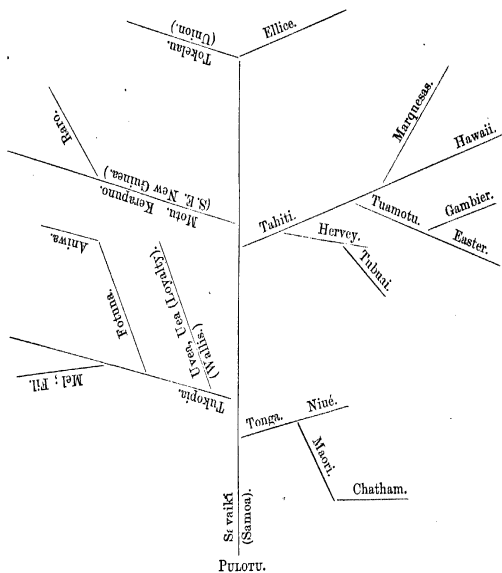 Ellice.
Tokelau.
(Union.)
Marquesas.
Raro.
Hawaii.
Motu. Kerapuno.
(S. E. New Guinea.)
Tahiti.
Tuamotu.
Gambier.
Easter.
Hervey.
Tubuai.
Aniwa.
Fotuna.
Uvea, Uea (Loyalty).
(Wallis.)
Mel; Fil.
Tukopia.
Tonga.
Niué.
Maori.
Chatham.
Savaiki
(Samoa).
PULOTU.